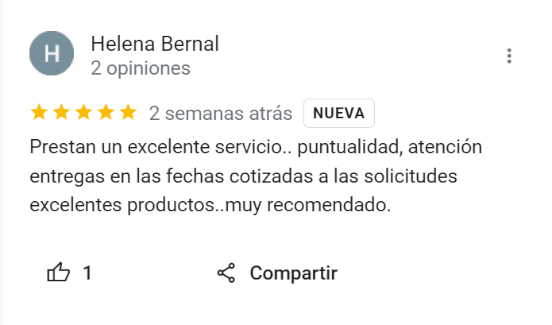 H
Helena Bernal
2 opiniones
2 semanas atrás NUEVA
Prestan un excelente servicio.. puntualidad, atención
entregas en las fechas cotizadas a las solicitudes
excelentes productos..muy recomendado.
1 Compartir